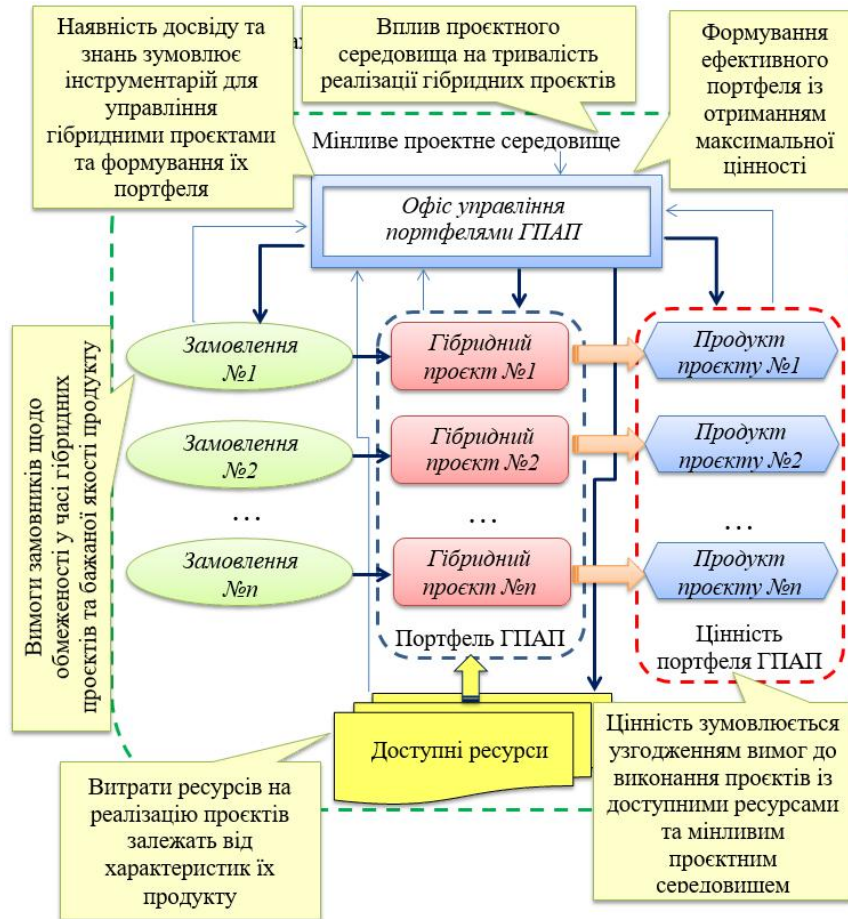 Наявність досвіду та
знань зумовлює
інструментарій для
управління
гібридними проєктами
та формування їх
портфеля
Вплив проєктного
середовища на тривалість
реалізації гібридних проєктів
Формування
ефективного
портфеля із
отриманням
максимальної
цінності
Мінливе проектне середовище
Офіс управління
портфелями ГПАП
Вимоги замовників щодо
обмеженості у часі гібридних
проєктів та бажаної якості продукту
Замовлення
№1
Гібридний
проєкт №1
Продукт
проєкту №1
Замовлення
№2
Гібридний
проєкт №2
Продукт
проєкту №2
…
…
…
Замовлення
№n
Гібридний
проєкт №n
Продукт
проєкту №n
Портфель ГПАП
Цінність
портфеля ГПАП
Доступні ресурси
Витрати ресурсів на
реалізацію проєктів
залежать від
характеристик їх
продукту
Цінність зумовлюється
узгодженням вимог до
виконання проєктів із
доступними ресурсами
та мінливим
проєктним
середовищем